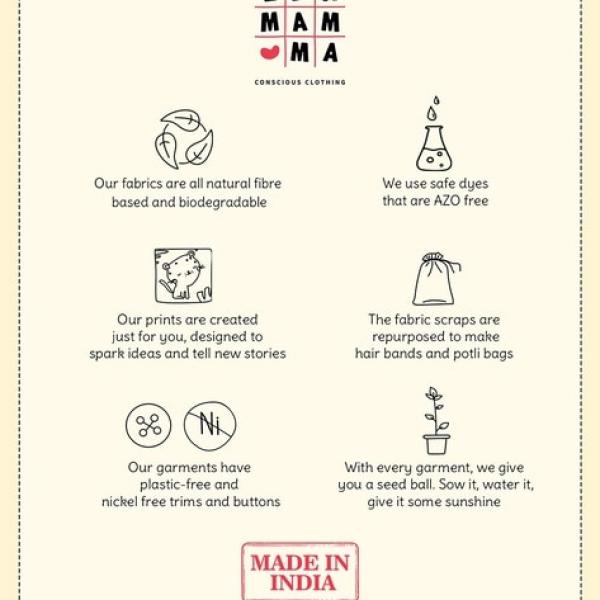 MAM
MA
CONSCIOUS CLOTHING
Our fabrics are all natural fibre
based and biodegradable
We use safe dyes
that are AZO free
Our prints are created
just for you, designed to
spark ideas and tell new stories
The fabric scraps are
repurposed to make
hair bands and potli bags
Ni
Our garments have
plastic-free and
nickel free trims and buttons
With every garment, we give
you a seed ball. Sow it, water it,
give it some sunshine
MADE IN
INDIA